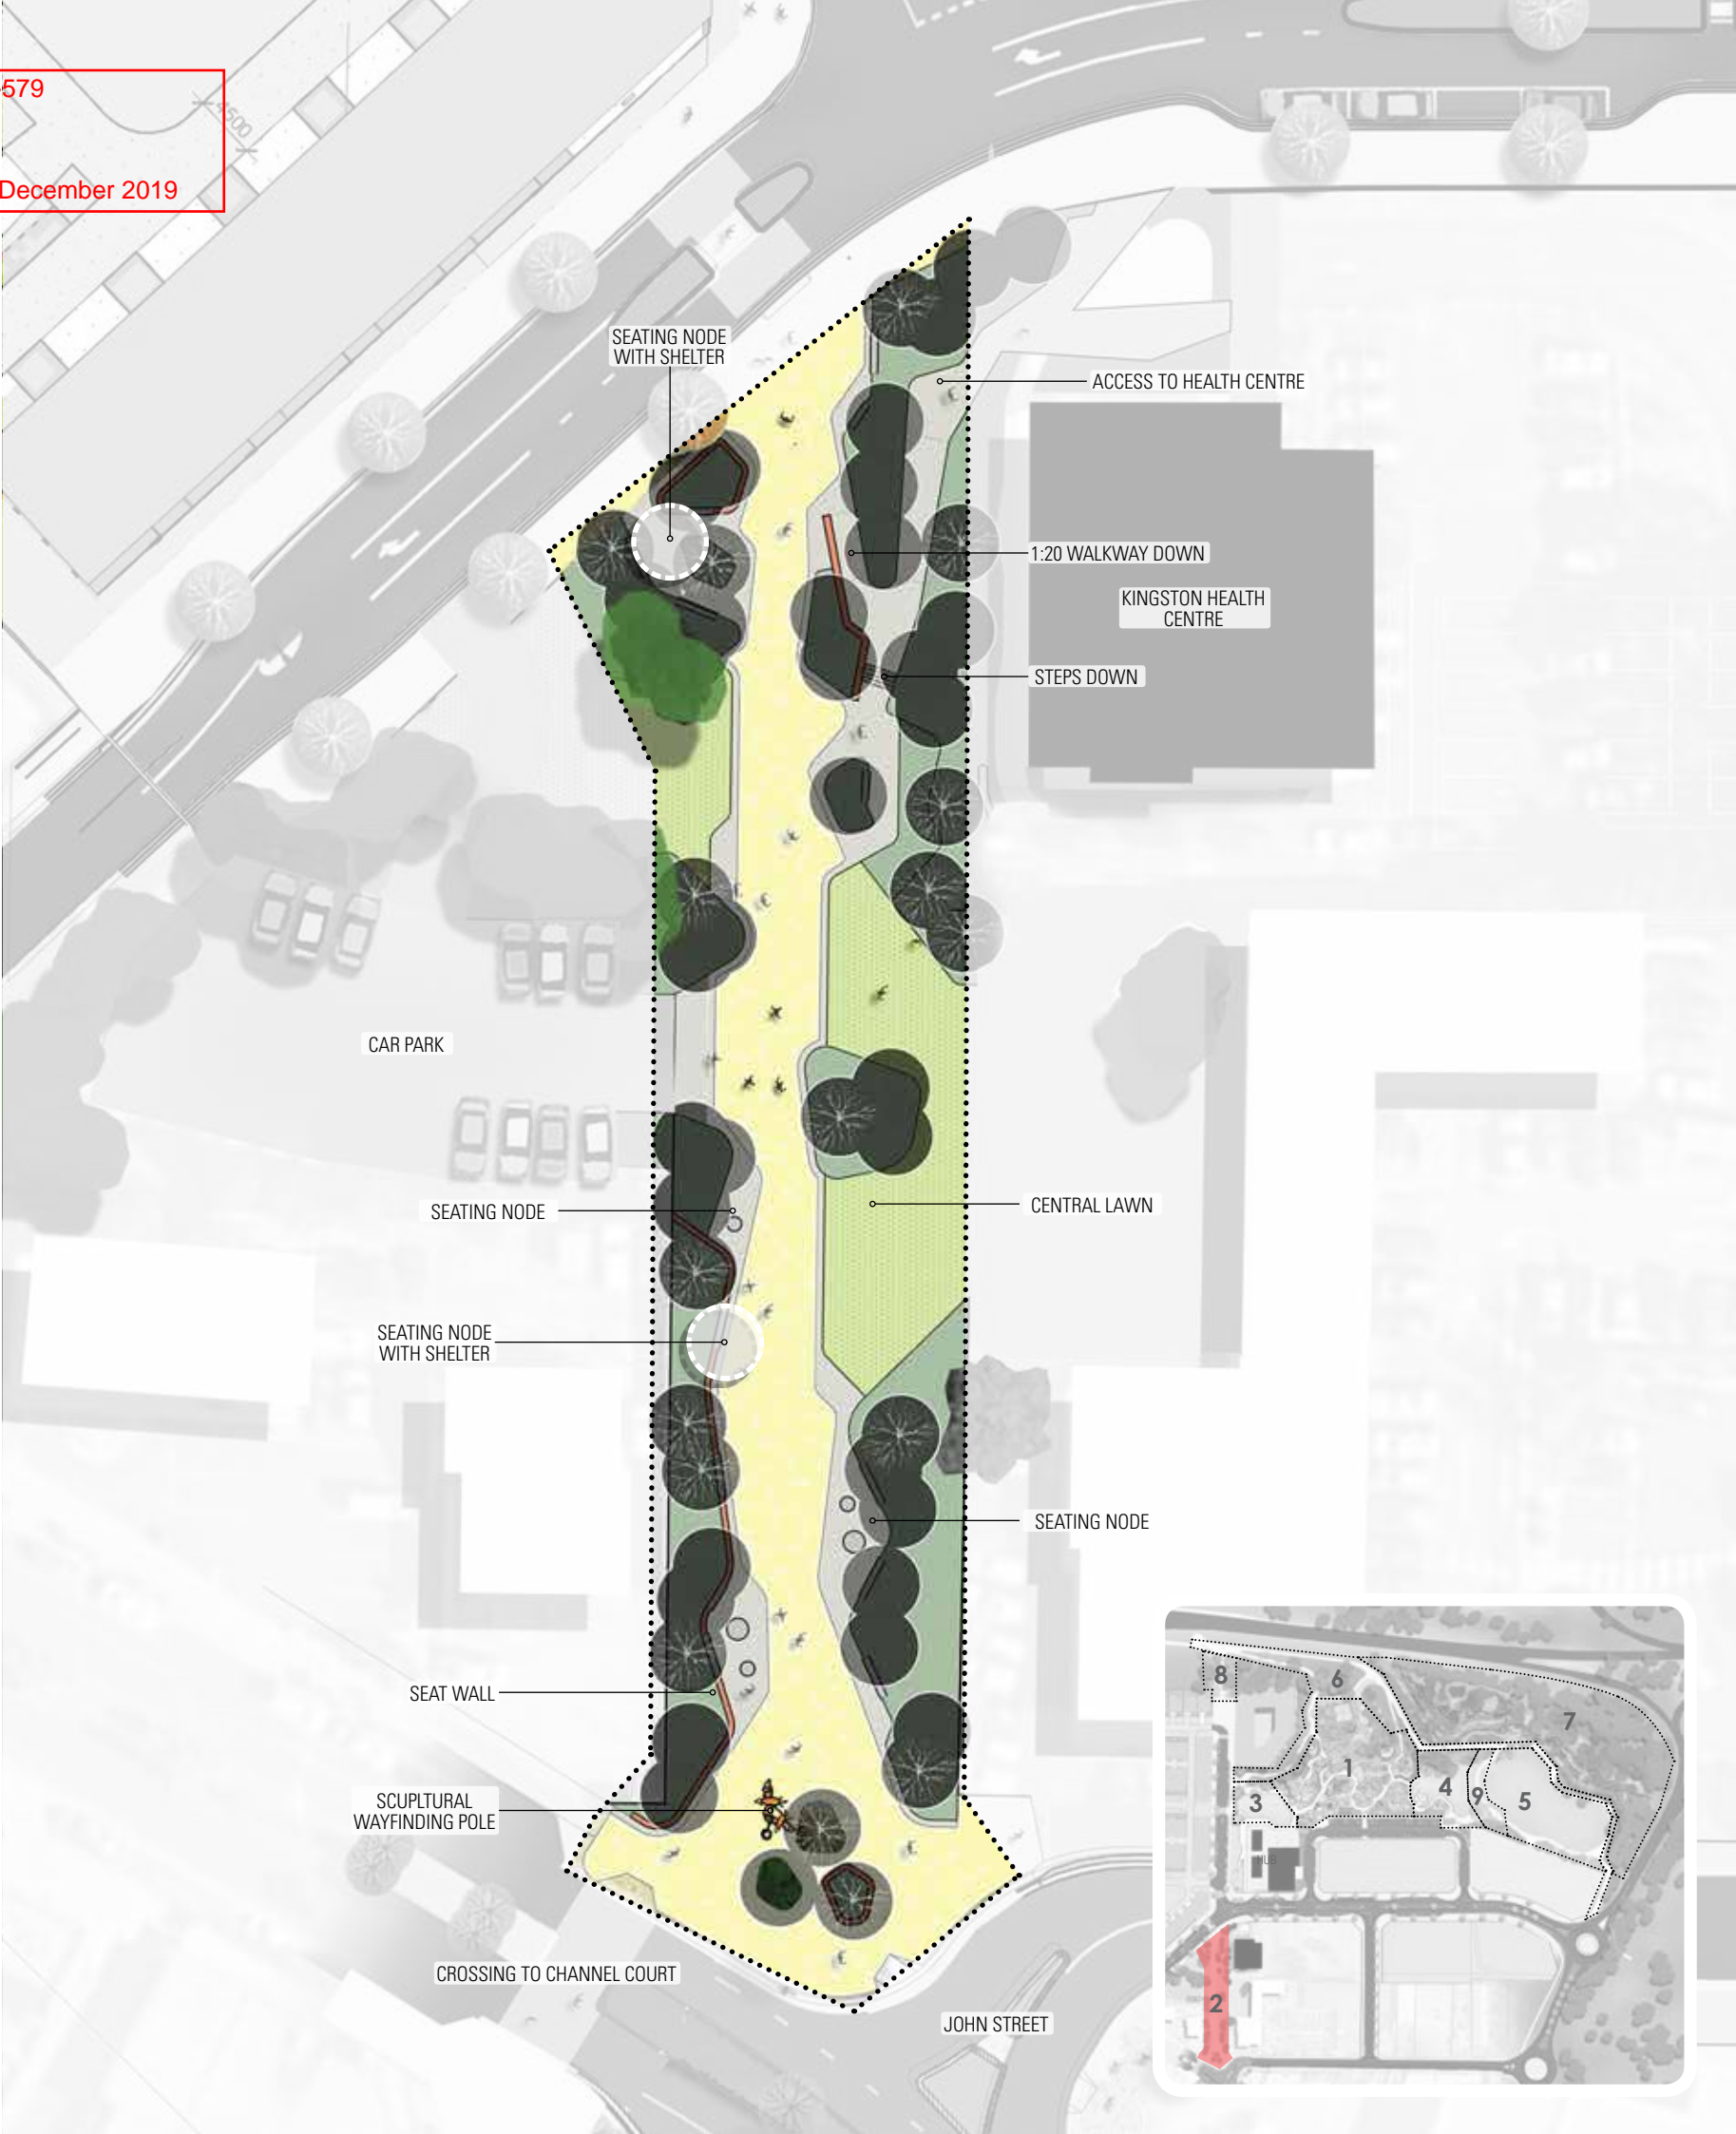 579
4500
December 2019
SEATING NODE
WITH SHELTER
ACCESS TO HEALTH CENTRE
1:20 WALKWAY DOWN
KINGSTON HEALTH
CENTRE
STEPS DOWN
CAR PARK
SEATING NODE
CENTRAL LAWN
SEATING NODE
WITH SHELTER
SEATING NODE
SEAT WALL
SCUPLTURAL
WAYFINDING POLE
CROSSING TO CHANNEL COURT
JOHN STREET
8
6
7
1
3
4
9
5
HUB
2